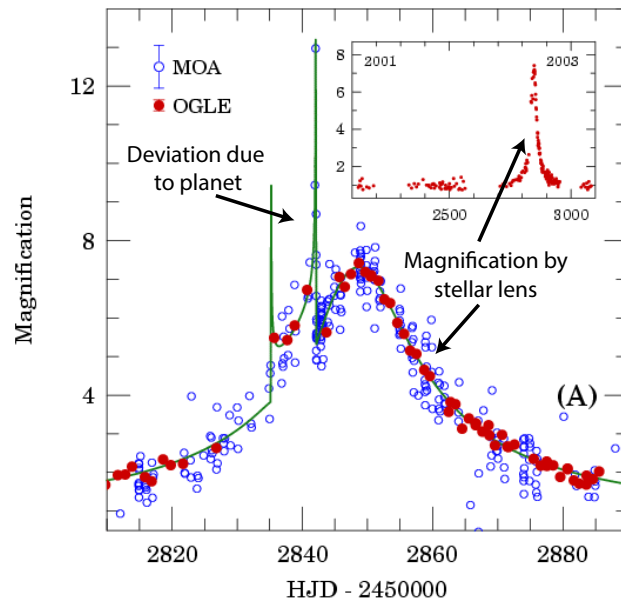 MOA
OGLE
Deviation due
to planet
2001
2003
8
6
4
2
2500
3000
Magnification by
stellar lens
(A)
12
8
4
Magnification
2820
2840
2860
2880
HJD - 2450000